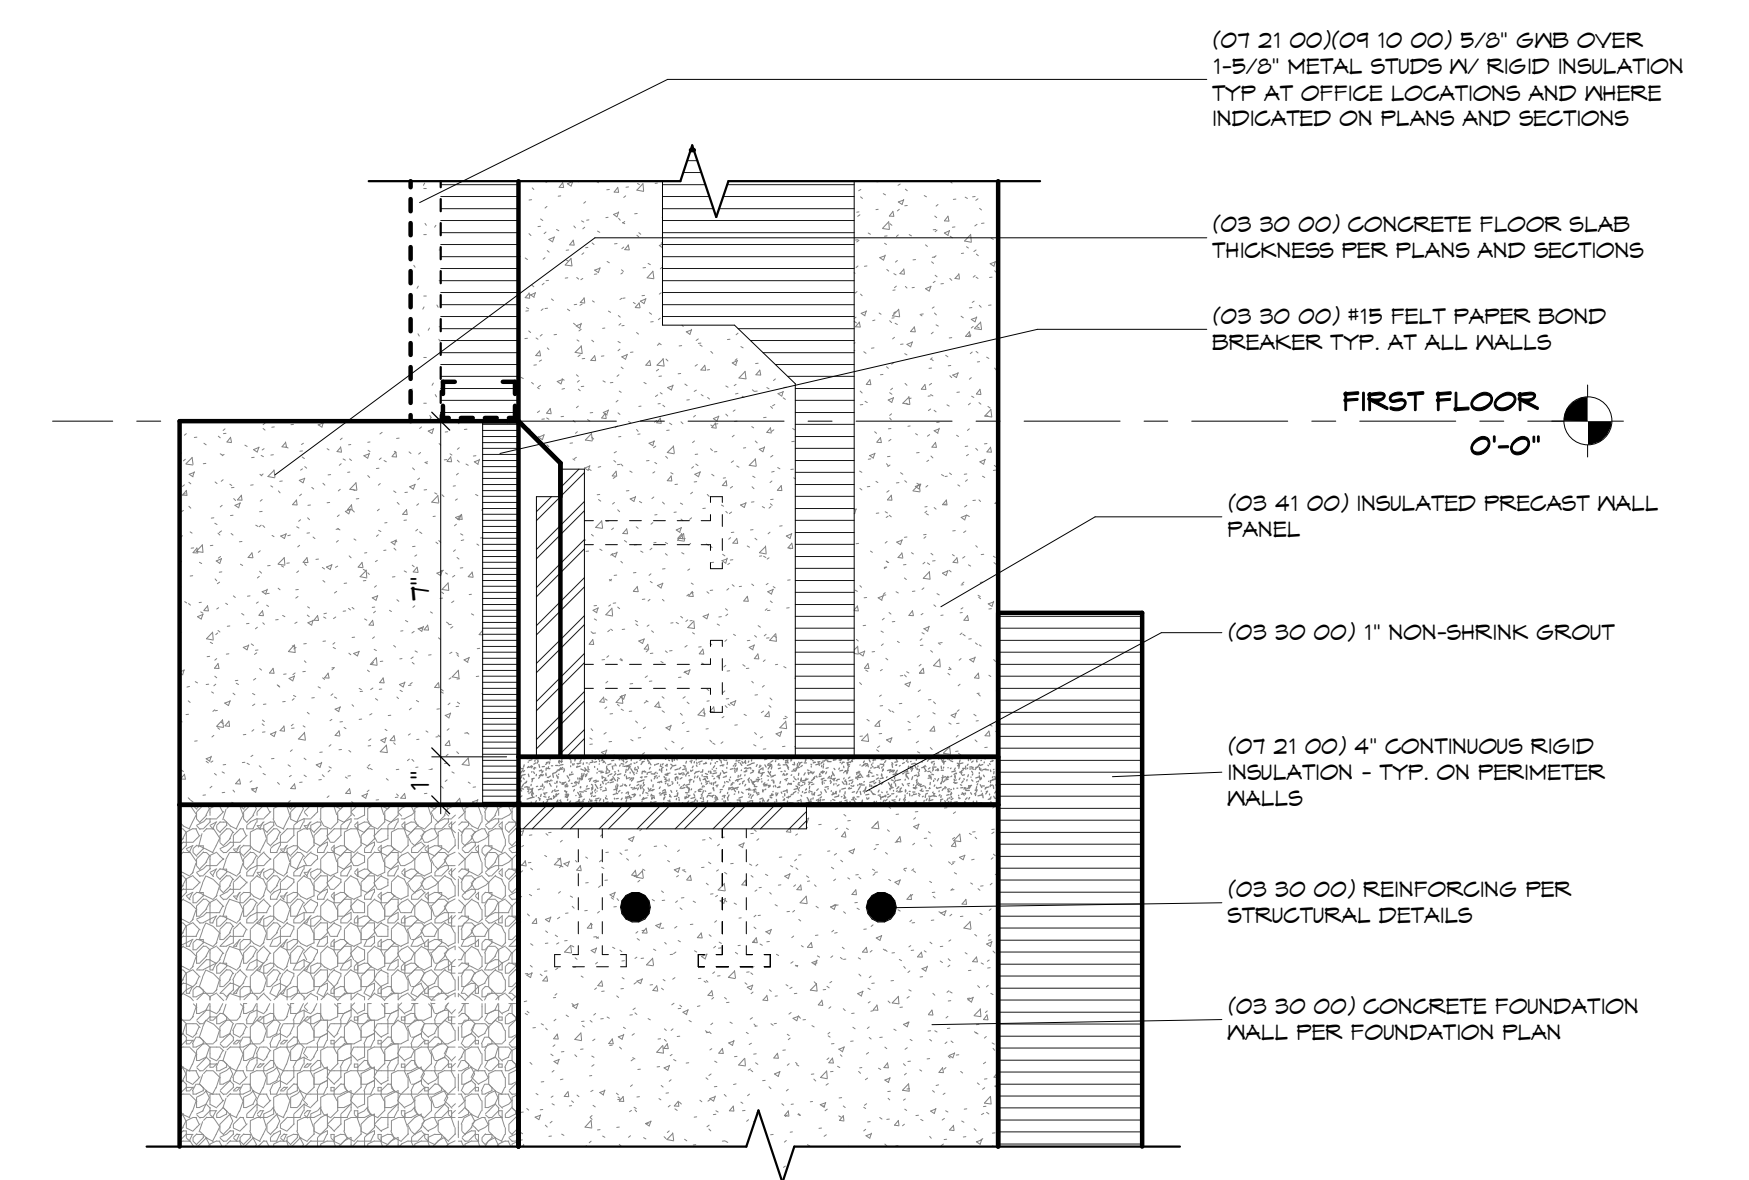 (07 21 00)(09 10 00) 5/8" GWB OVER
1-5/8" METAL STUDS W/ RIGID INSULATION
TYP AT OFFICE LOCATIONS AND WHERE
INDICATED ON PLANS AND SECTIONS
(03 30 00) CONCRETE FLOOR SLAB
THICKNESS PER PLANS AND SECTIONS
(03 30 00) #15 FELT PAPER BOND
BREAKER TYP. AT ALL WALLS
FIRST FLOOR
0'-0"
(03 41 00) INSULATED PRECAST WALL
PANEL
7"
(03 30 00) 1" NON-SHRINK GROUT
(07 21 00) 4" CONTINUOUS RIGID
INSULATION - TYP. ON PERIMETER
WALLS
1"
(03 30 00) REINFORCING PER
STRUCTURAL DETAILS
(03 30 00) CONCRETE FOUNDATION
WALL PER FOUNDATION PLAN